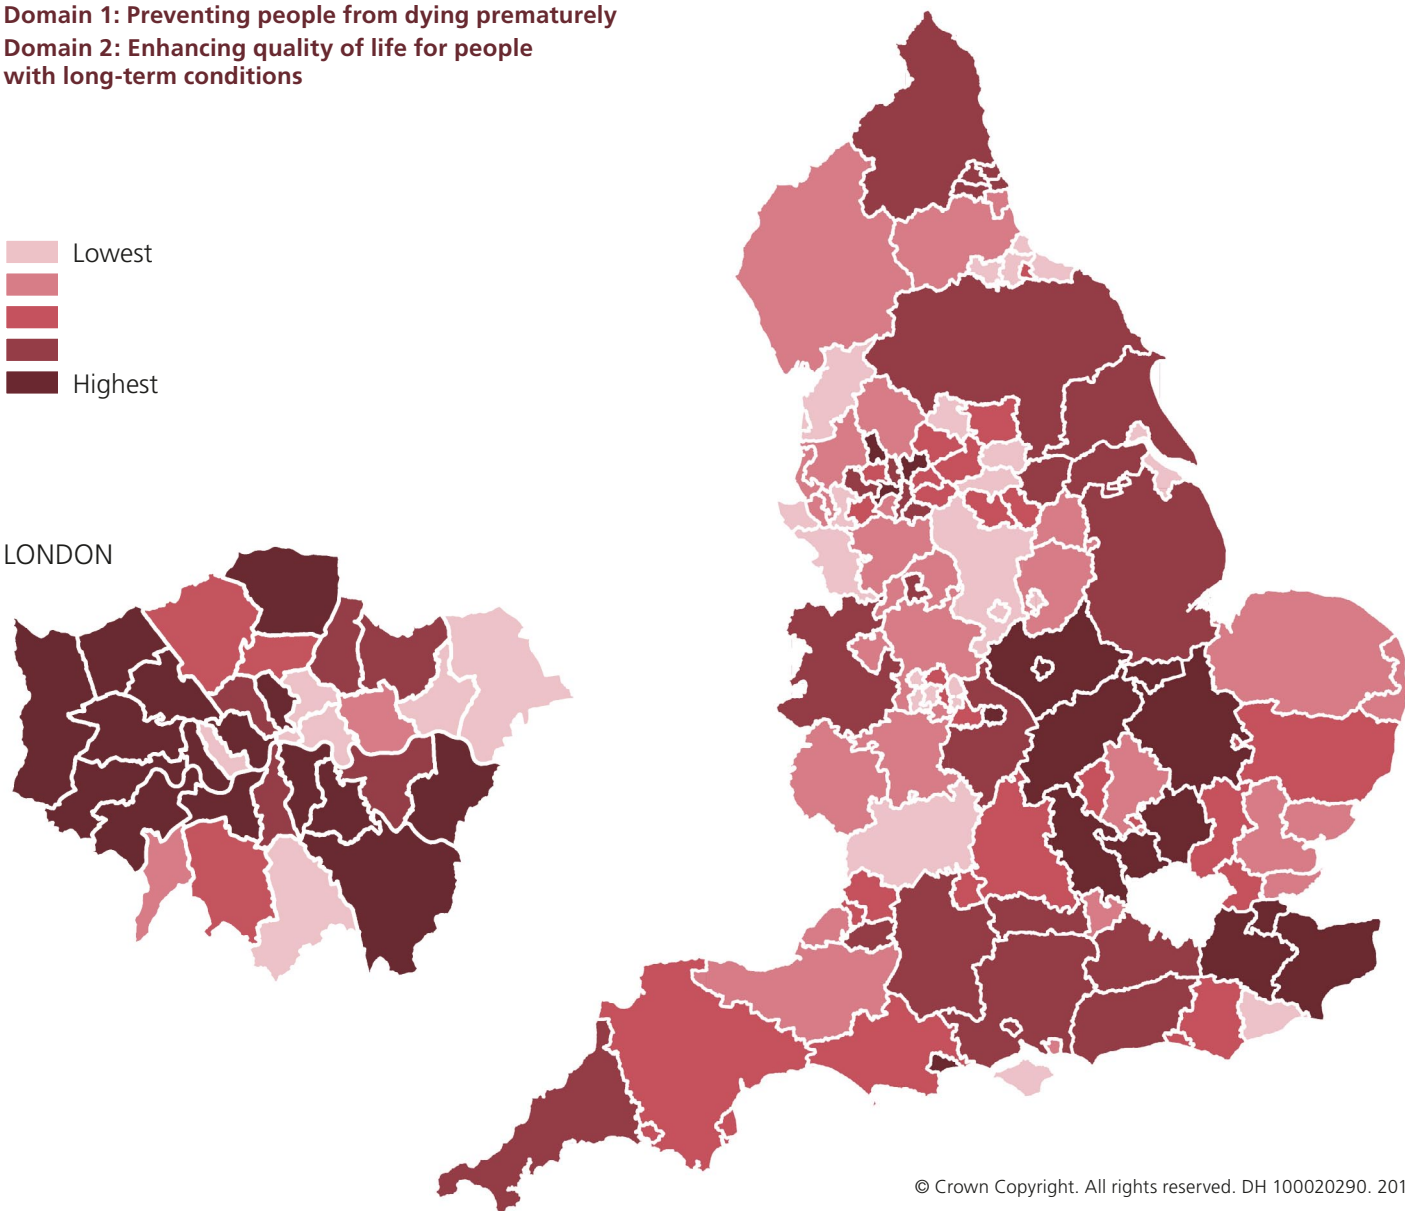 Domain 1: Preventing people from dying prematurely
Domain 2: Enhancing quality of life for people
with long-term conditions
Lowest
Highest
LONDON
© Crown Copyright. All rights reserved. DH 100020290. 201